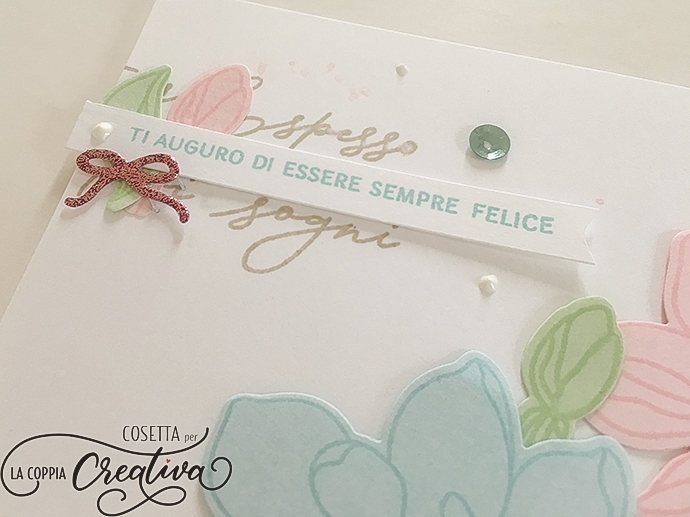 spesso
TI AUGURO DI ESSERE SEMPRE FELICE
sogni
COSETTA per
LA COPPIA Creativa